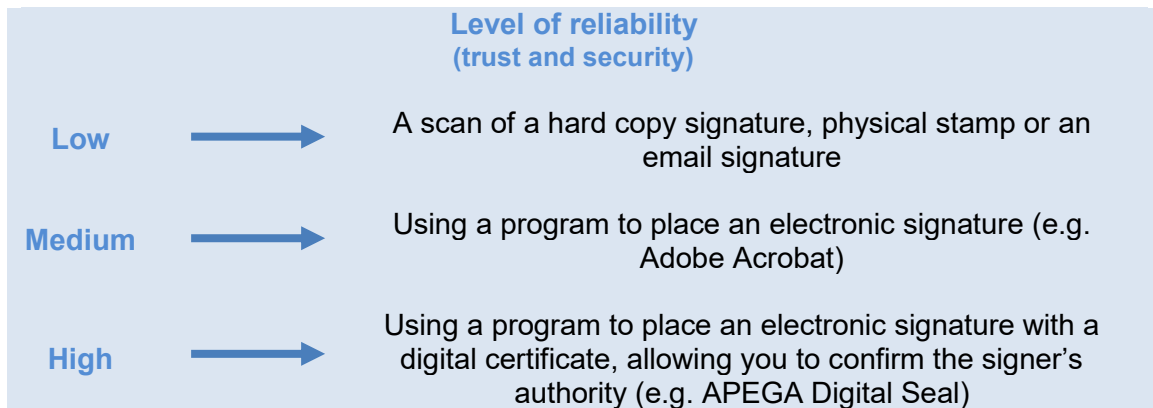 Level of reliability
(trust and security)
Low
A scan of a hard copy signature, physical stamp or an
email signature
Medium
Using a program to place an electronic signature (e.g.
Adobe Acrobat)
High
Using a program to place an electronic signature with a
digital certificate, allowing you to confirm the signer’s
authority (e.g. APEGA Digital Seal)